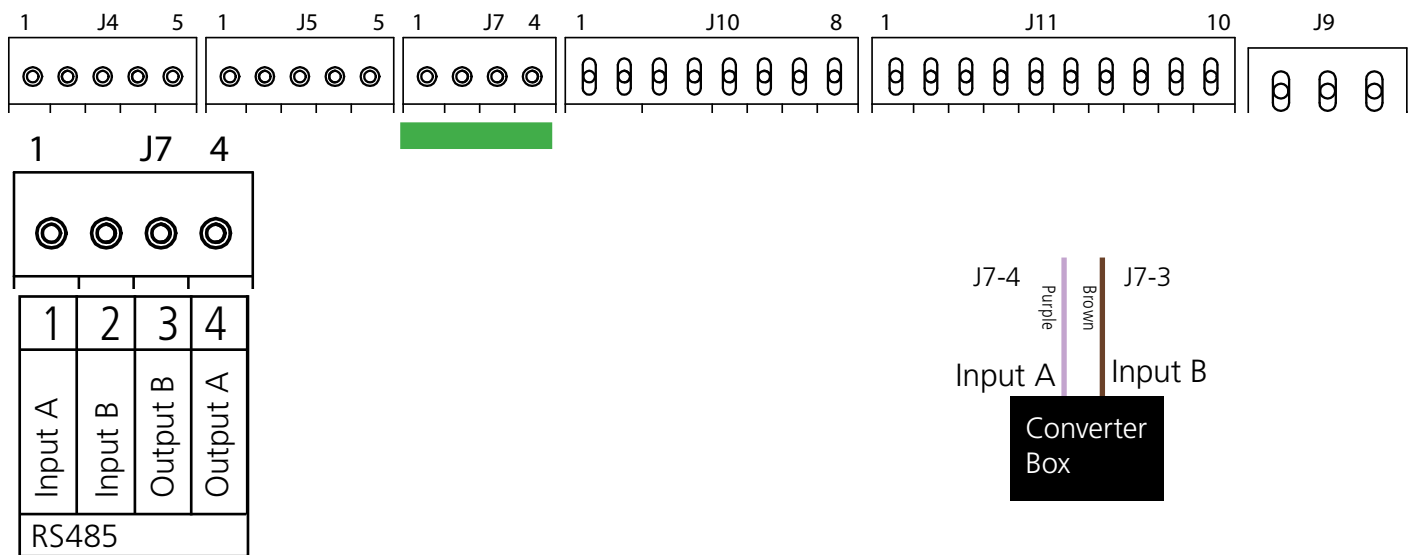 1 J4 5 1 J5 5 1 J7 4 1 J10 8 1 J11 10 J9
1 J7 4
1 2 3 4
Input A
Input B
Output B
Output A
RS485
J7-4 Purple Brown J7-3
Input A Input B
Converter
Box